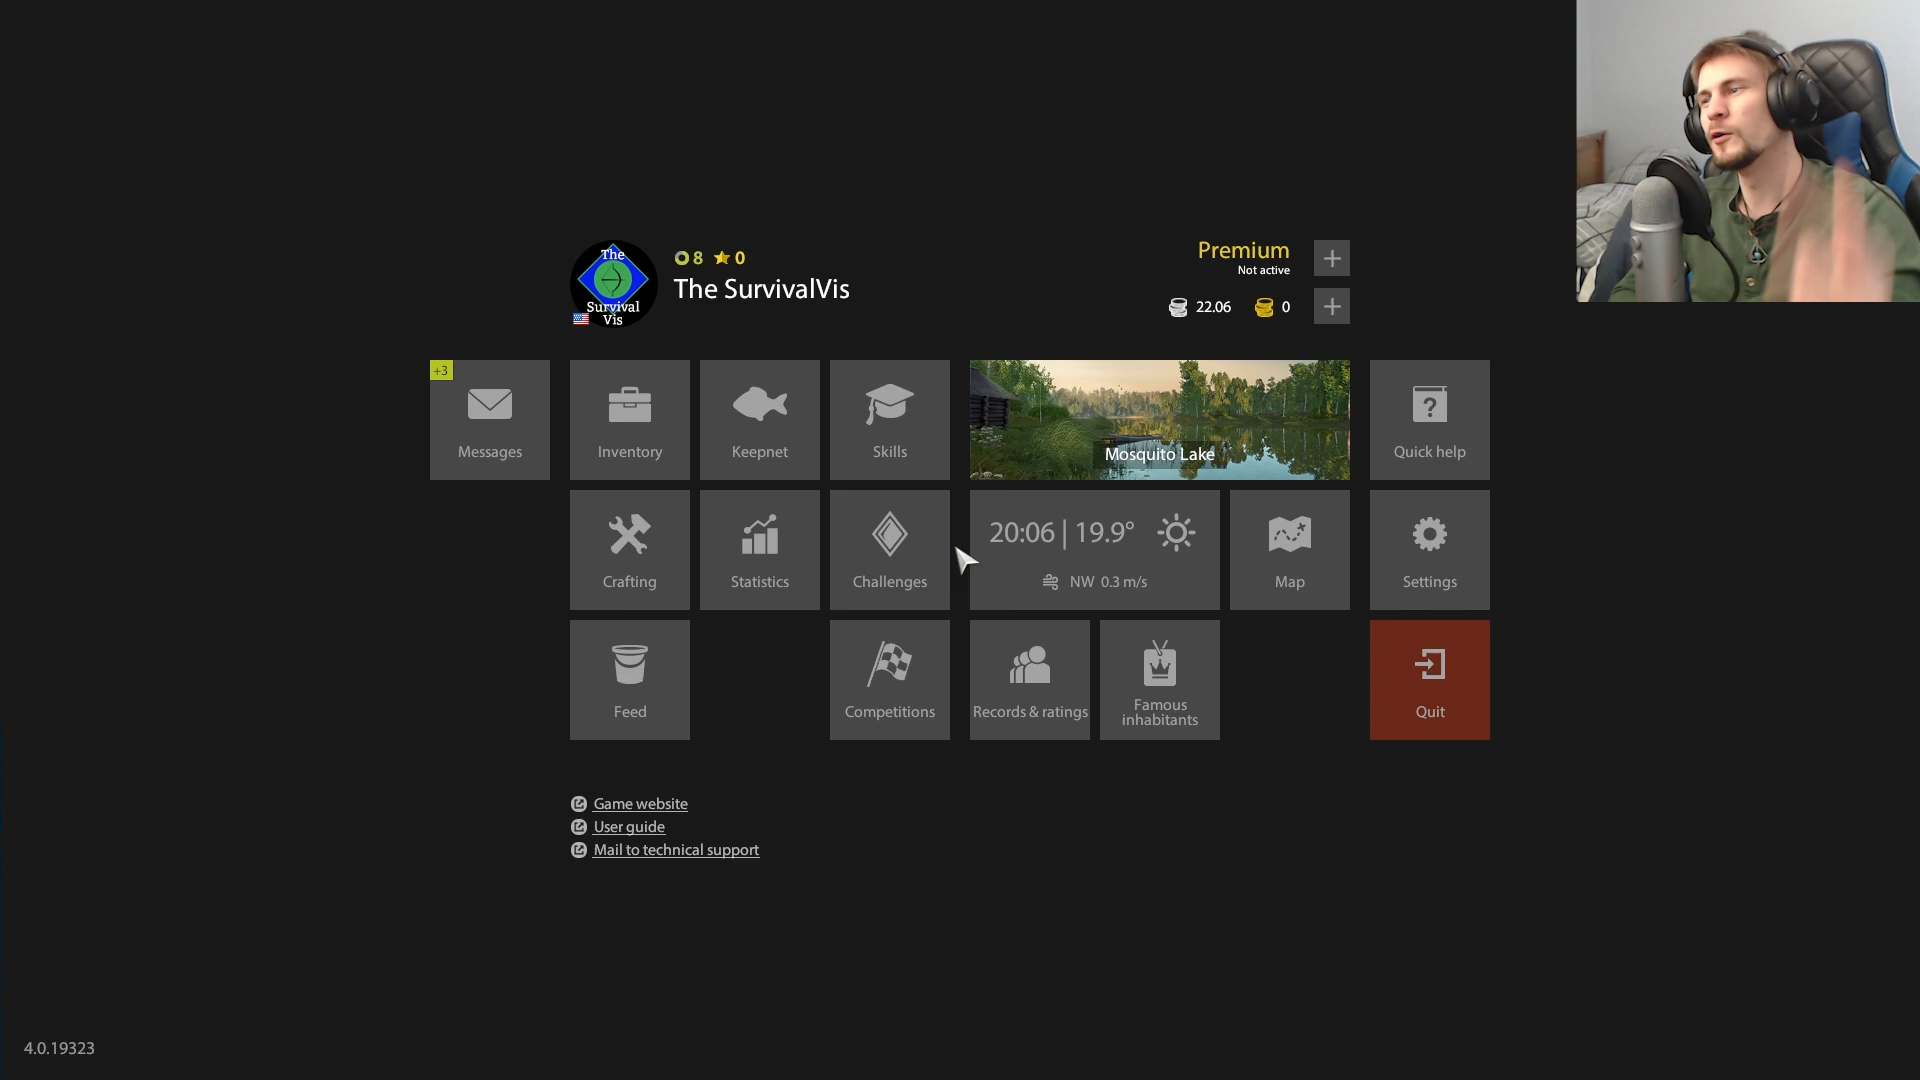 The
Survival
Vis
8 0
The SurvivalVis
Premium
Not active
22.06 0
+3
Messages
Inventory
Keepnet
Skills
Mosquito Lake
Quick help
Crafting
Statistics
Challenges
20:06 | 19.9°
NW 0.3 m/s
Map
Settings
Feed
Competitions
Records & ratings
Famous
inhabitants
Quit
Game website
User guide
Mail to technical support
4.0.19323